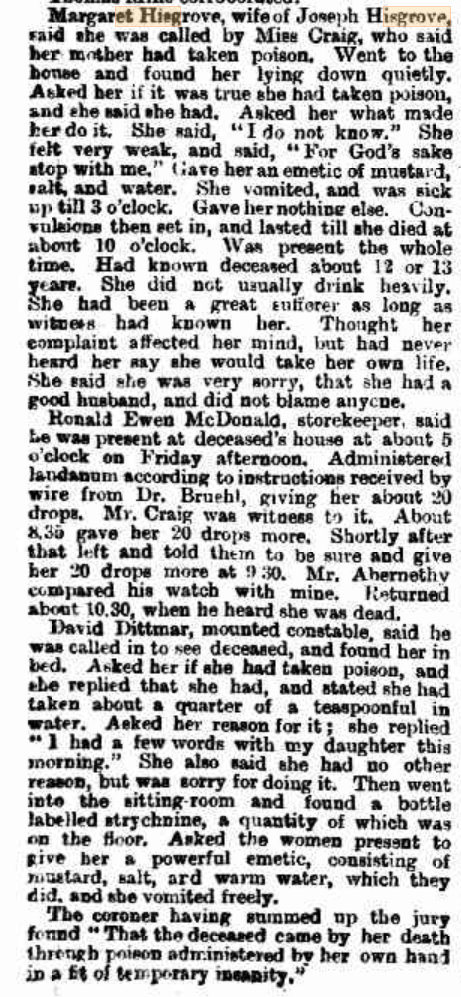 Margaret Hisgrove, wife of Joseph Hisgrove,
said she was called by Miss Craig, who said
her mother had taken poison. Went to the
house and found her lying down quietly.
Asked her if it was true she had taken poison,
and she said she had. Asked her what made
her do it. She said, "I do not know." She
felt very weak, and said, "For God's sake
stop with me." Gave her an emetic of mustard,
salt, and water. She vomited, and was sick
up till 3 o'clock. Gave her nothing else. Con-
vulsions then set in, and lasted till she died at
about 10 o'clock. Was present the whole
time. Had known deceased about 12 or 13
years. She did not usually drink heavily.
She had been a great sufferer as long as
witness had known her. Thought her
complaint affected her mind, but had never
heard her say she would take her own life.
She said she was very sorry, that she had a
good husband, and did not blame anyone.
Ronald Ewen McDonald, storekeeper, said
he was present at deceased's house at about 5
o'clock on Friday afternoon. Administered
laudanum according to instructions received by
wire from Dr. Bruehl, giving her about 20
drops. Mr. Craig was witness to it. About
8.35 gave her 20 drops more. Shortly after
that left and told them to be sure and give
her 20 drops more at 9 30. Mr. Abernethy
compared his watch with mine. Returned
about 10.30, when he heard she was dead.
David Dittmar, mounted constable, said he
was called in to see deceased, and found her in
bed. Asked her if she had taken poison, and
she replied that she had, and stated she had
taken about a quarter of a teaspoonful in
water. Asked her reason for it; she replied
"I had a few words with my daughter this
morning." She also said she had no other
reason, but was sorry for doing it. Then went
into the sitting-room and found a bottle
labelled strychnine, a quantity of which was
on the floor. Asked the women present to
give her a powerful emetic, consisting of
mustard, salt, ard warm water, which they
did, and she vomited freely.
The coroner having summed up the jury
found "That the deceased came by her death
through poison administered by her own hand
in a fit of temporary insanity."